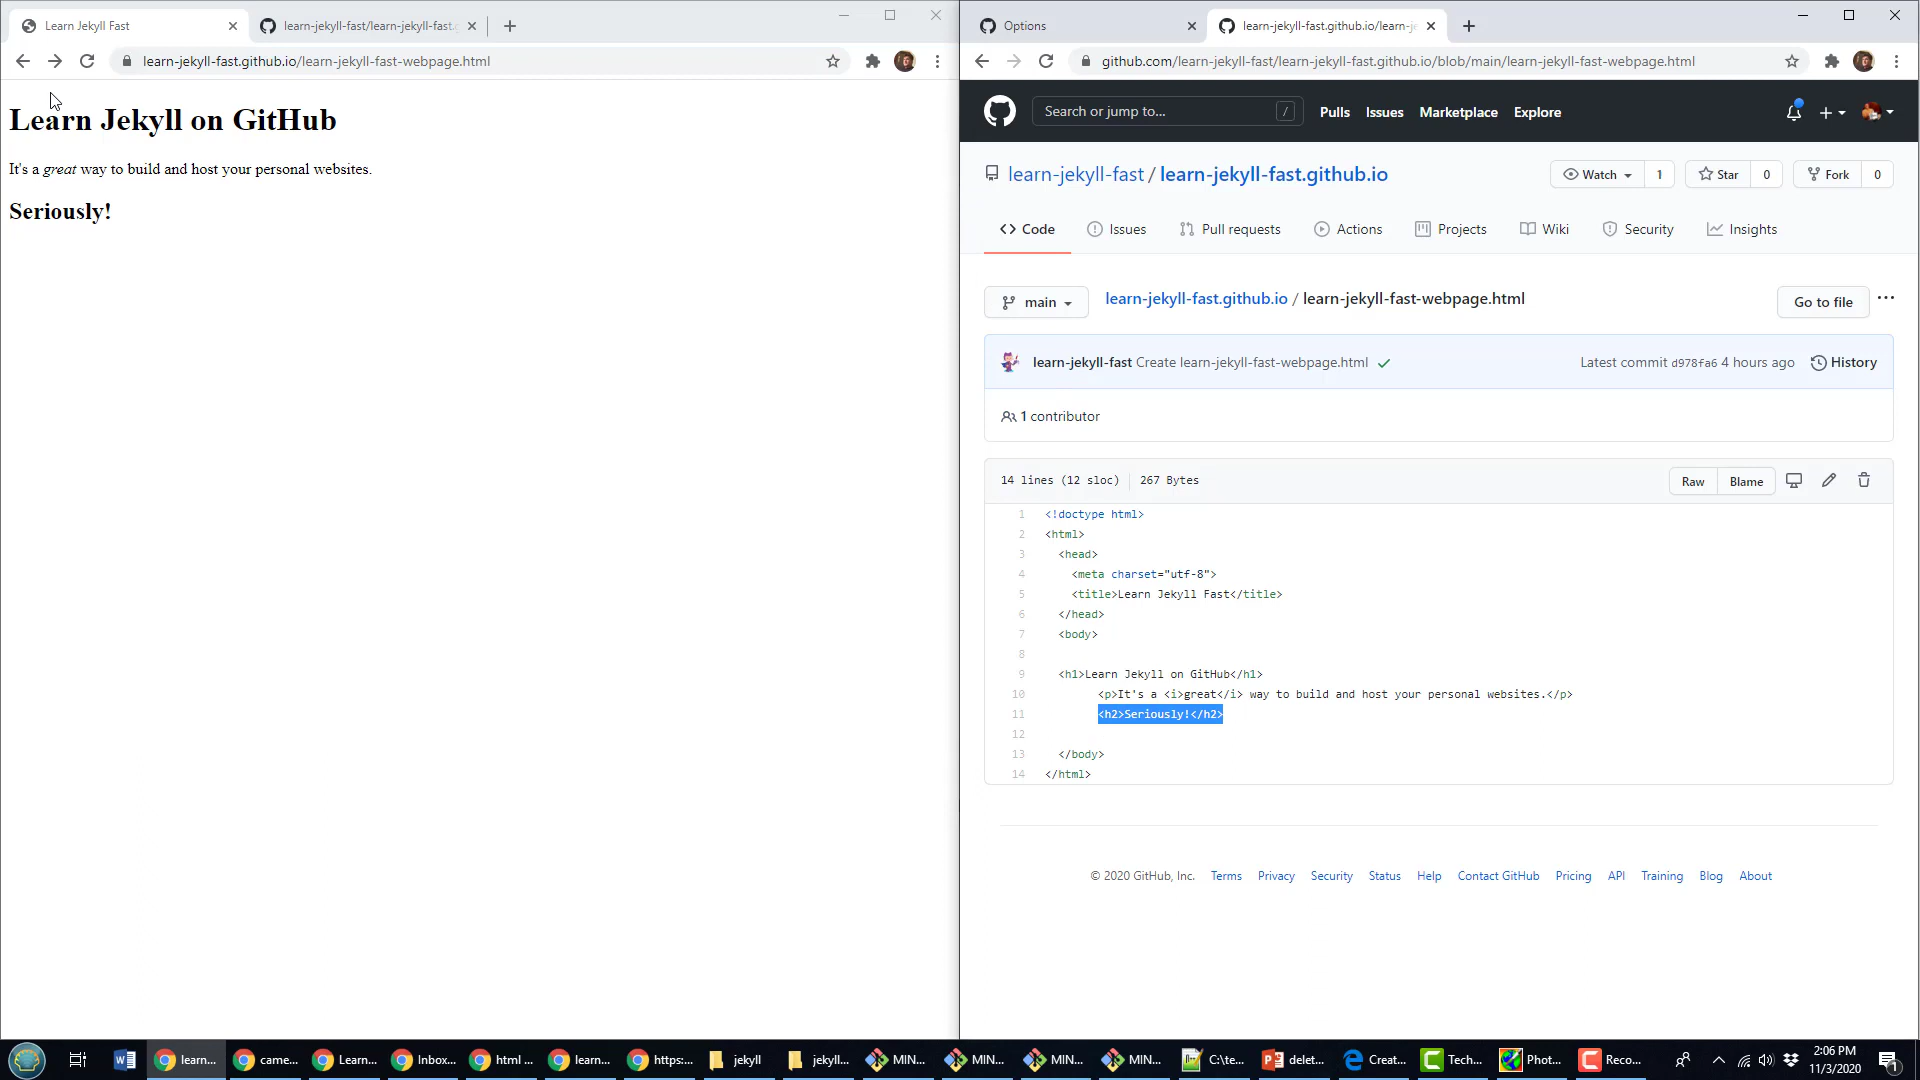 Learn Jekyll Fast
learn-jekyll-fast/learn-jekyll-fast.g
learn-jekyll-fast.github.io/learn-jekyll-fast-webpage.html
Learn Jekyll on GitHub
It's a great way to build and host your personal websites.
Seriously!
Options
learn-jekyll-fast.github.io/learn-je
github.com/learn-jekyll-fast/learn-jekyll-fast.github.io/blob/main/learn-jekyll-fast-webpage.html
Search or jump to... /
Pulls Issues Marketplace Explore
learn-jekyll-fast / learn-jekyll-fast.github.io
Watch 1 Star 0 Fork 0
Code Issues Pull requests Actions Projects Wiki Security Insights
main learn-jekyll-fast.github.io / learn-jekyll-fast-webpage.html Go to file ...
learn-jekyll-fast Create learn-jekyll-fast-webpage.html Latest commit d978fa6 4 hours ago History
1 contributor
14 lines (12 sloc) 267 Bytes Raw Blame
1 <!doctype html>
2 <html>
3 <head>
4 <meta charset="utf-8">
5 <title>Learn Jekyll Fast</title>
6 </head>
7 <body>
8
9 <h1>Learn Jekyll on GitHub</h1>
10 <p>It's a <i>great</i> way to build and host your personal websites.</p>
11 <h2>Seriously!</h2>
12
13 </body>
14 </html>
© 2020 GitHub, Inc. Terms Privacy Security Status Help Contact GitHub Pricing API Training Blog About
learn... came... Learn... Inbox... html ... learn... https:... jekyll jekyll... MIN... MIN... MIN... MIN... C:\te... delet... Creat... Tech... Phot... Reco...
2:06 PM
11/3/2020
1